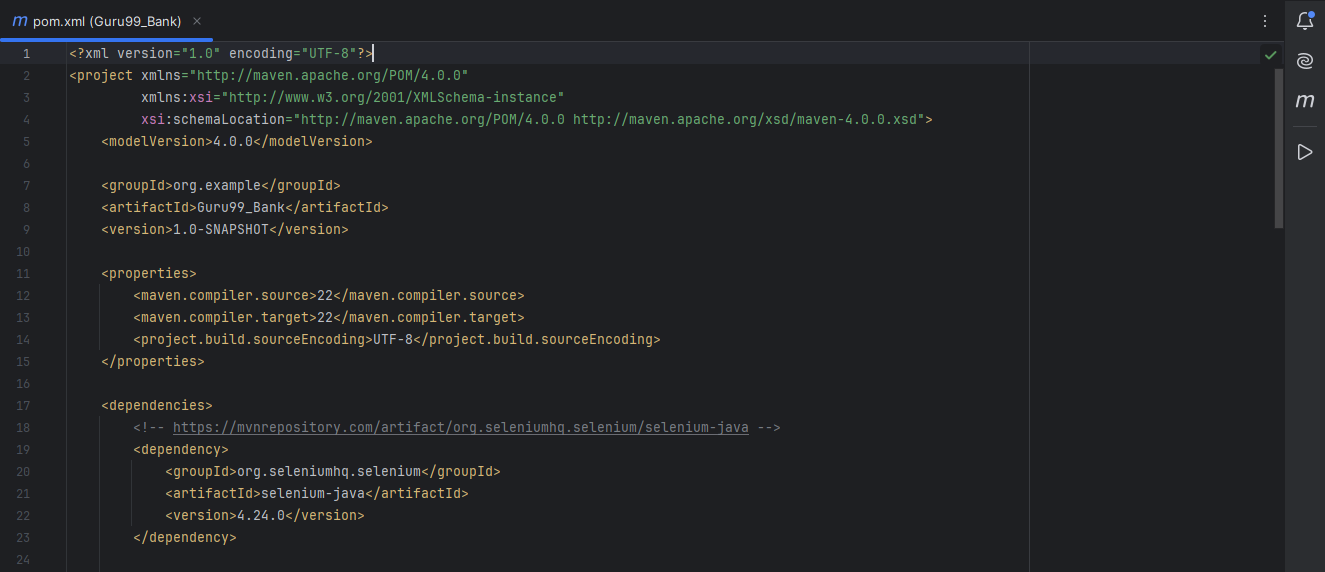 m pom.xml (Guru99_Bank) ×
1 <?xml version="1.0" encoding="UTF-8"?>
2 <project xmlns="http://maven.apache.org/POM/4.0.0"
3 xmlns:xsi="http://www.w3.org/2001/XMLSchema-instance"
4 xsi:schemaLocation="http://maven.apache.org/POM/4.0.0 http://maven.apache.org/xsd/maven-4.0.0.xsd">
5 <modelVersion>4.0.0</modelVersion>
6
7 <groupId>org.example</groupId>
8 <artifactId>Guru99_Bank</artifactId>
9 <version>1.0-SNAPSHOT</version>
10
11 <properties>
12 <maven.compiler.source>22</maven.compiler.source>
13 <maven.compiler.target>22</maven.compiler.target>
14 <project.build.sourceEncoding>UTF-8</project.build.sourceEncoding>
15 </properties>
16
17 <dependencies>
18 <!-- https://mvnrepository.com/artifact/org.seleniumhq.selenium/selenium-java -->
19 <dependency>
20 <groupId>org.seleniumhq.selenium</groupId>
21 <artifactId>selenium-java</artifactId>
22 <version>4.24.0</version>
23 </dependency>
24
m